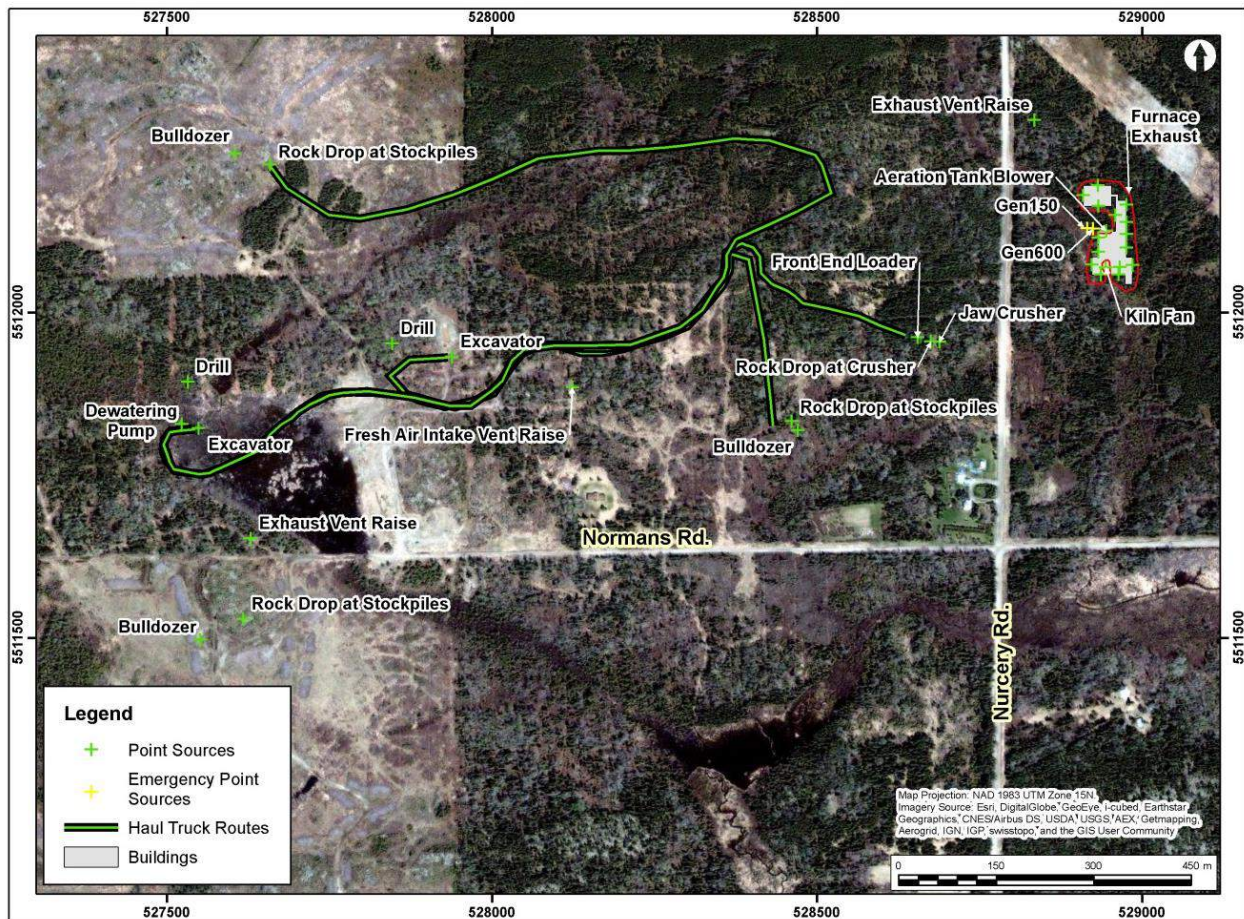 527500
528000
528500
529000
Exhaust Vent Raise
Furnace
Exhaust
Bulldozer
Rock Drop at Stockpiles
Aeration Tank Blower
Gen150
Gen600
Front End Loader
5512000
5512000
Drill
Excavator
Kiln Fan
Jaw Crusher
Rock Drop at Crusher
Drill
Dewatering
Pump
Excavator
Fresh Air Intake Vent Raise
Rock Drop at Stockpiles
Bulldozer
Exhaust Vent Raise
Normans Rd.
Rock Drop at Stockpiles
Bulldozer
5511500
5511500
Nurcery Rd.
Legend
Point Sources
Emergency Point
Sources
Haul Truck Routes
Buildings
Map Projection: NAD 1983 UTM Zone 15N
Imagery Source: Esri, DigitalGlobe, GeoEye, i-cubed, Earthstar
Geographics, CNES/Airbus DS, USDA, USGS, AEX, Getmapping,
Aerogrid, IGN, IGP, swisstopo, and the GIS User Community
0 150 300 450 m
527500
528000
528500
529000